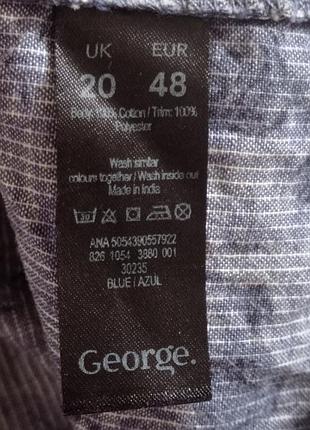 UK EUR
20 48
Body: 100% Cotton / Trim: 100%
Polyester
Wash similar
colours together / Wash inside out
Made in India
ANA 5054390557922
826 1054 3880 001
30235
BLUE / AZUL
George.